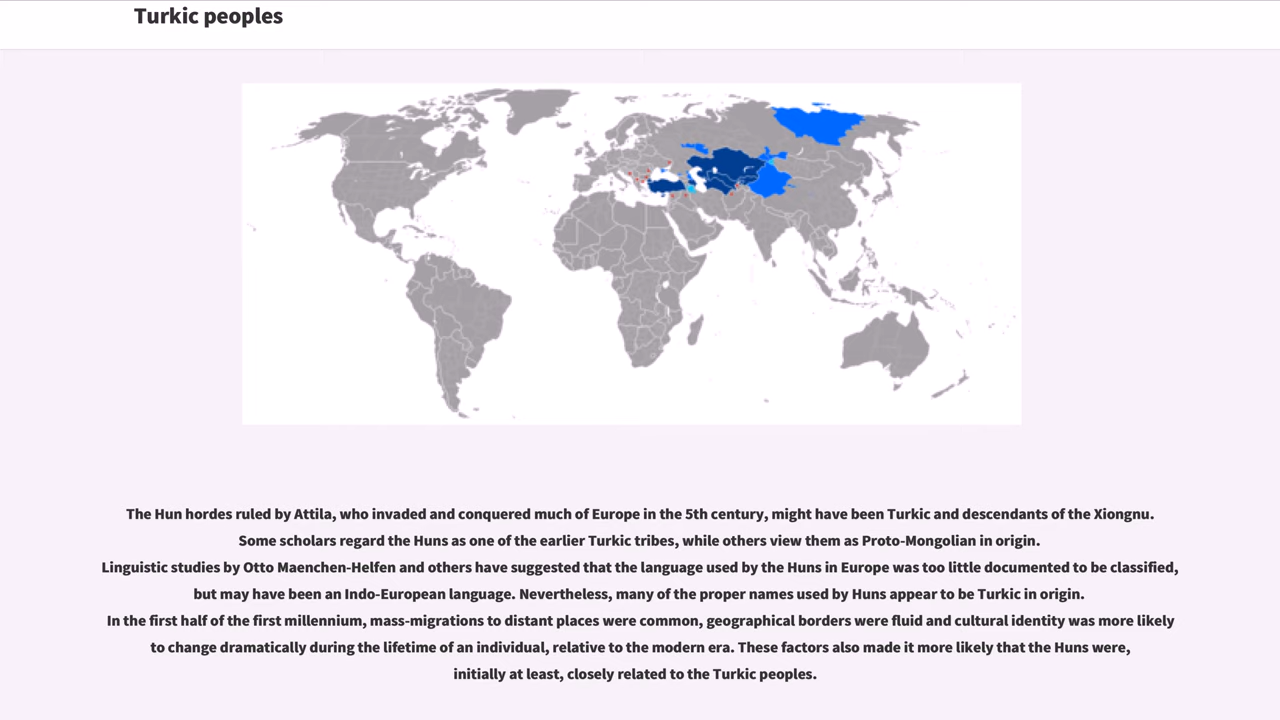 Turkic peoples
The Hun hordes ruled by Attila, who invaded and conquered much of Europe in the 5th century, might have been Turkic and descendants of the Xiongnu.
Some scholars regard the Huns as one of the earlier Turkic tribes, while others view them as Proto-Mongolian in origin.
Linguistic studies by Otto Maenchen-Helfen and others have suggested that the language used by the Huns in Europe was too little documented to be classified,
but may have been an Indo-European language. Nevertheless, many of the proper names used by Huns appear to be Turkic in origin.
In the first half of the first millennium, mass-migrations to distant places were common, geographical borders were fluid and cultural identity was more likely
to change dramatically during the lifetime of an individual, relative to the modern era. These factors also made it more likely that the Huns were,
initially at least, closely related to the Turkic peoples.